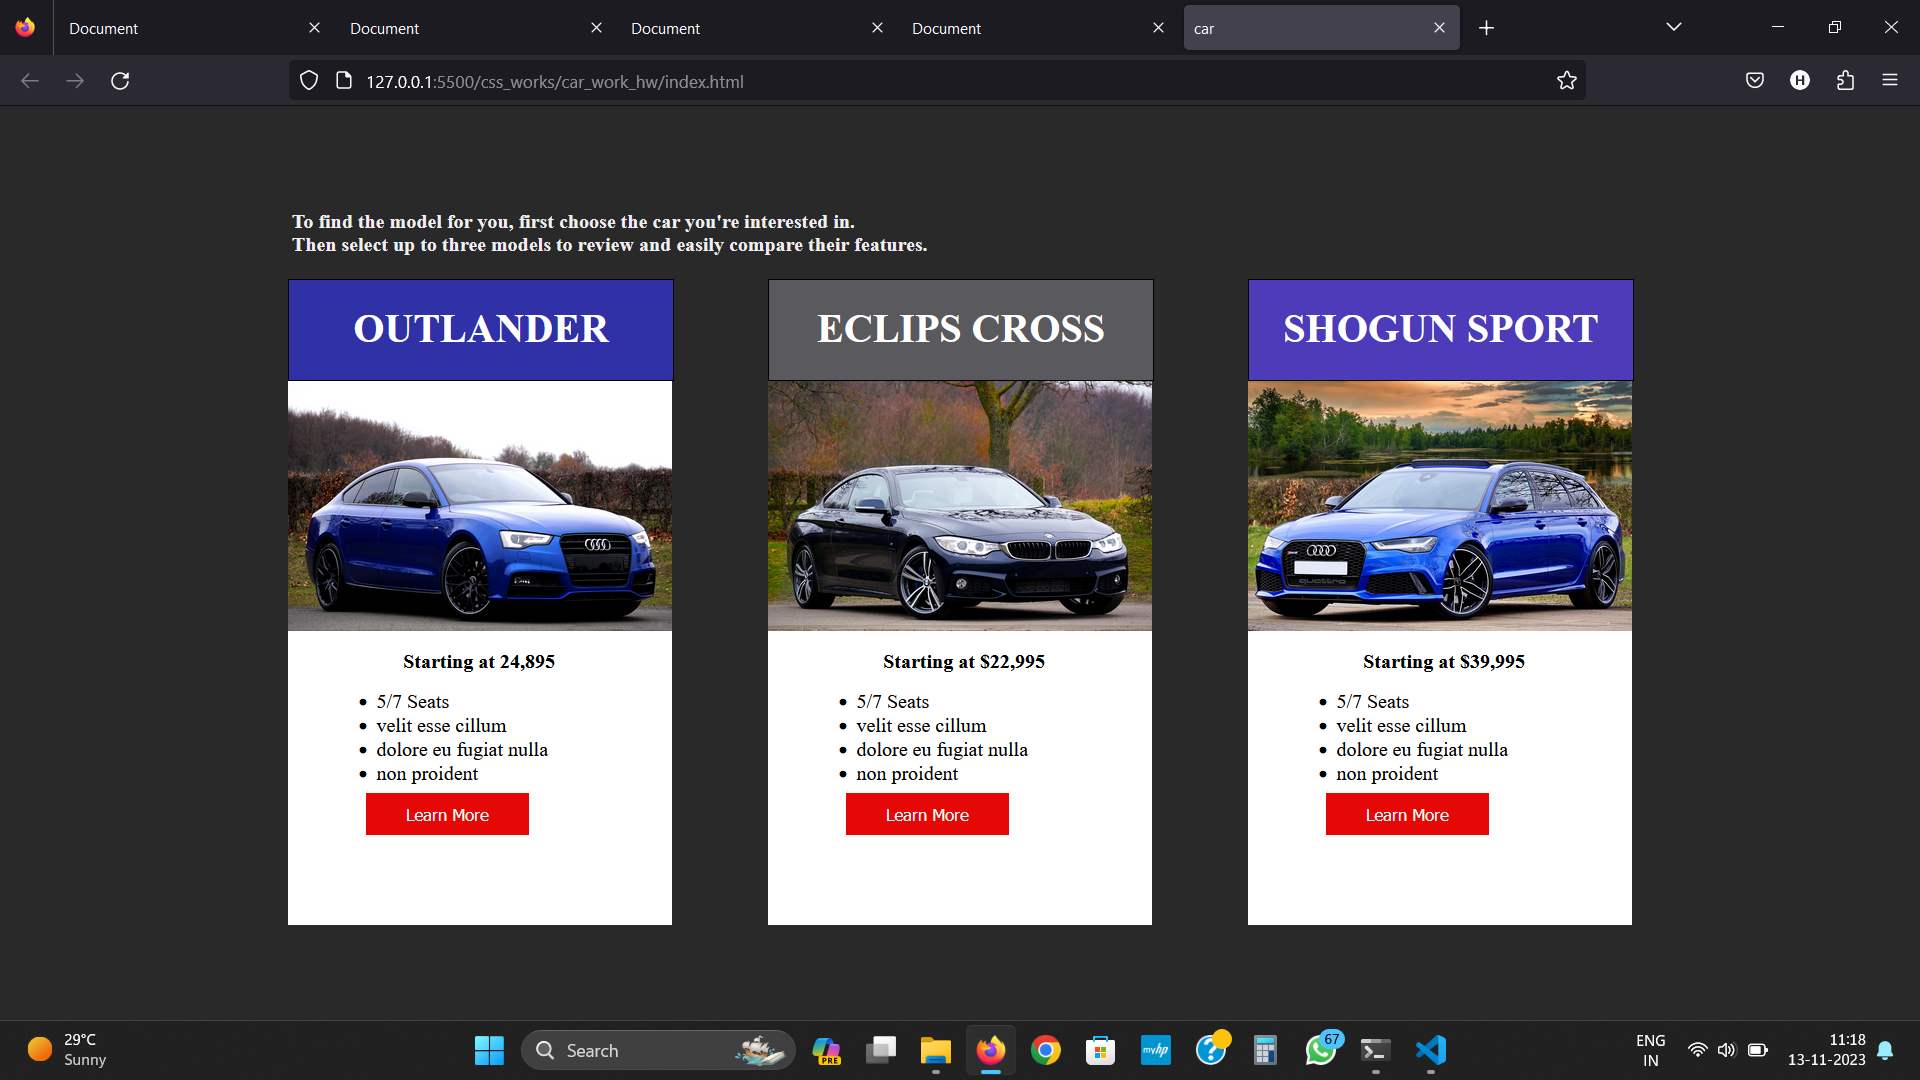 Document
Document
Document
Document
car
127.0.0.1:5500/css_works/car_work_hw/index.html
H
To find the model for you, first choose the car you're interested in.
Then select up to three models to review and easily compare their features.
OUTLANDER
ECLIPS CROSS
SHOGUN SPORT
quattro
Starting at 24,895
5/7 Seats
velit esse cillum
dolore eu fugiat nulla
non proident
Learn More
Starting at $22,995
5/7 Seats
velit esse cillum
dolore eu fugiat nulla
non proident
Learn More
Starting at $39,995
5/7 Seats
velit esse cillum
dolore eu fugiat nulla
non proident
Learn More
29°C
Sunny
Search
PRE
myhp
?
67
ENG
IN
11:18
13-11-2023